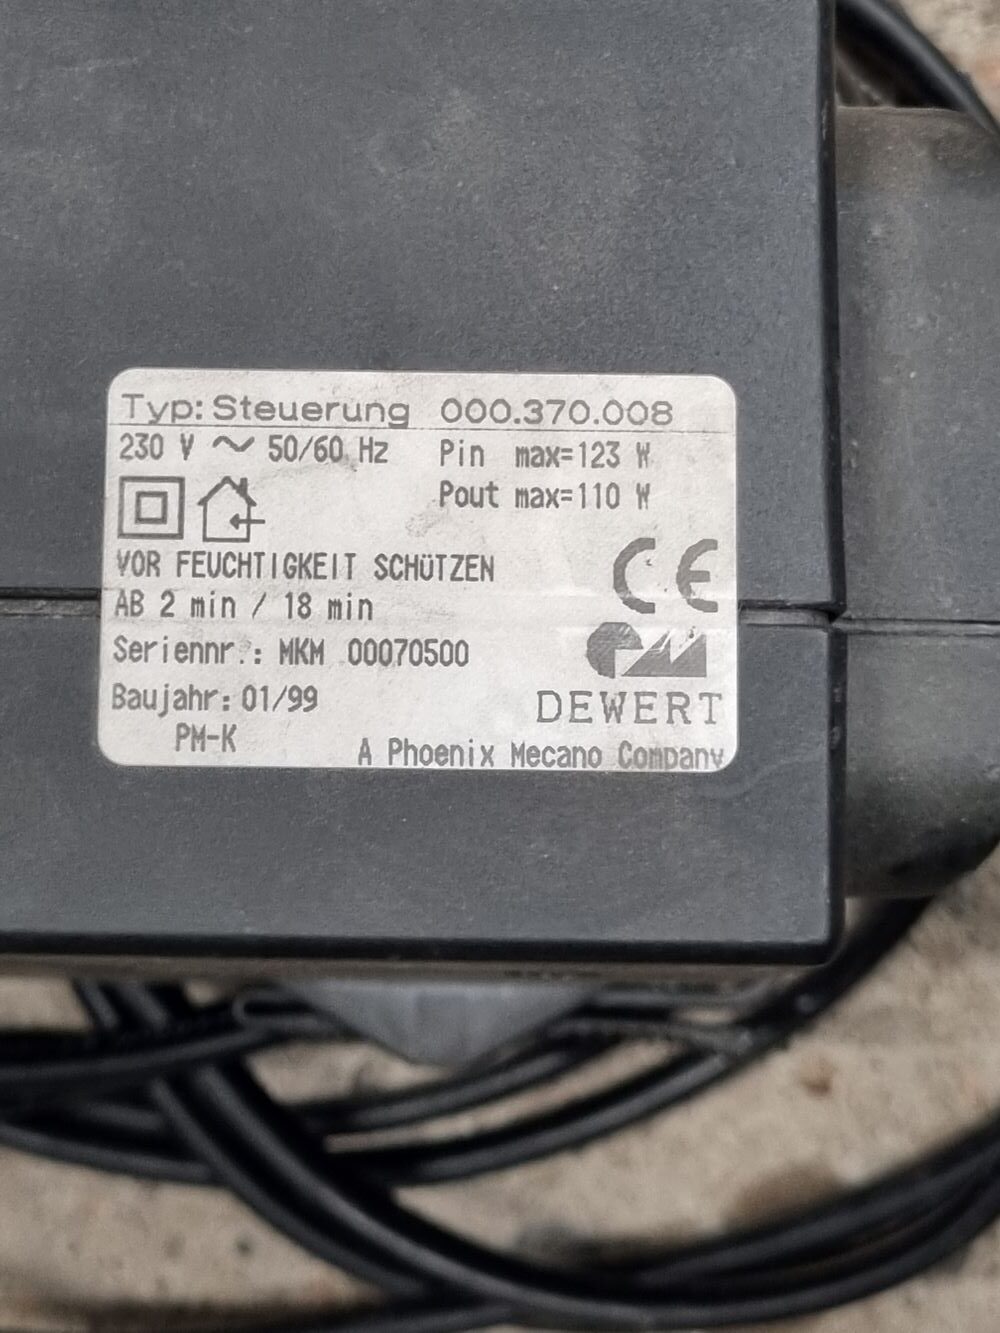 Typ: Steuerung 000.370.008
230 V ~ 50/60 Hz Pin max=123 W
Pout max=110 W
VOR FEUCHTIGKEIT SCHÜTZEN
CE
AB 2 min / 18 min
Seriennr.: MKM 00070500
Baujahr: 01/99
DEWERT
PM-K
A Phoenix Mecano Company